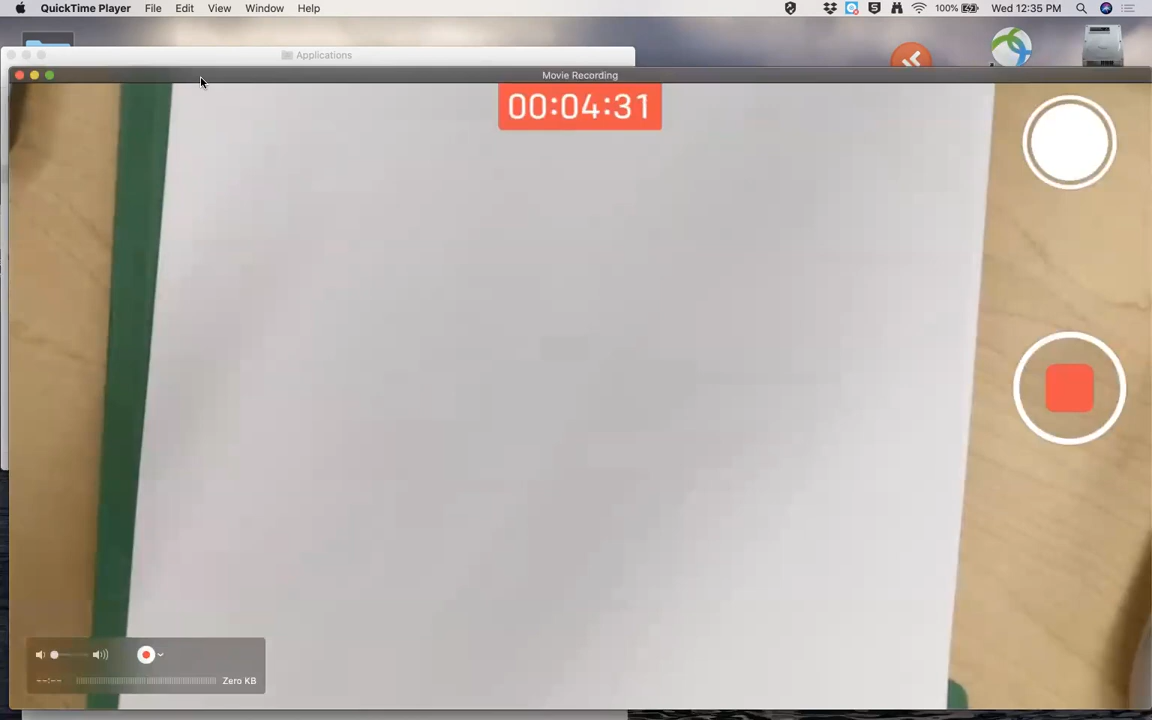 QuickTime Player File Edit View Window Help 100% Wed 12:35 PM
Applications
Movie Recording
00:04:31
--:-- Zero KB